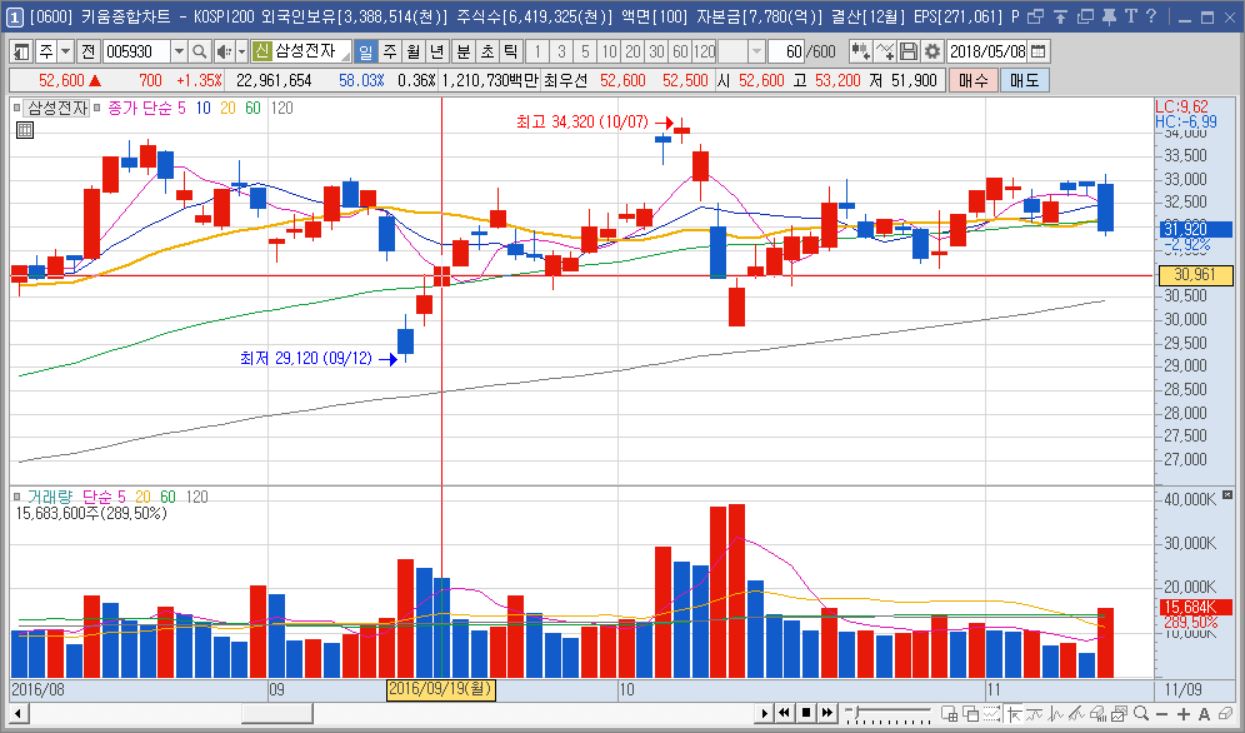 1 [0600] 키움종합차트 - KOSPI200 외국인보유[3,388,514(천)] 주식수[6,419,325(천)] 액면[100] 자본금[7,780(억)] 결산[12월] EPS[271,061] P T ?
주 전 005930 신 삼성전자 일 주 월 년 분 초 틱 1 3 5 10 20 30 60 120 60 /600 2018/05/08
52,600 ▲ 700 +1.35% 22,961,654 58.03% 0.36% 1,210,730백만 최우선 52,600 52,500 시 52,600 고 53,200 저 51,900 매수 매도
삼성전자 종가 단순 5 10 20 60 120
LC:9.62
HC:-6.99
최고 34,320 (10/07)
34,000
33,500
33,000
32,500
31,920
-2.92%
30,961
30,500
30,000
29,500
최저 29,120 (09/12)
29,000
28,500
28,000
27,500
27,000
거래량 단순 5 20 60 120
15,683,600주(289.50%)
40,000K
30,000K
20,000K
15,684K
289.50%
10,000K
2016/08 09 2016/09/19(월) 10 11 11/09
A